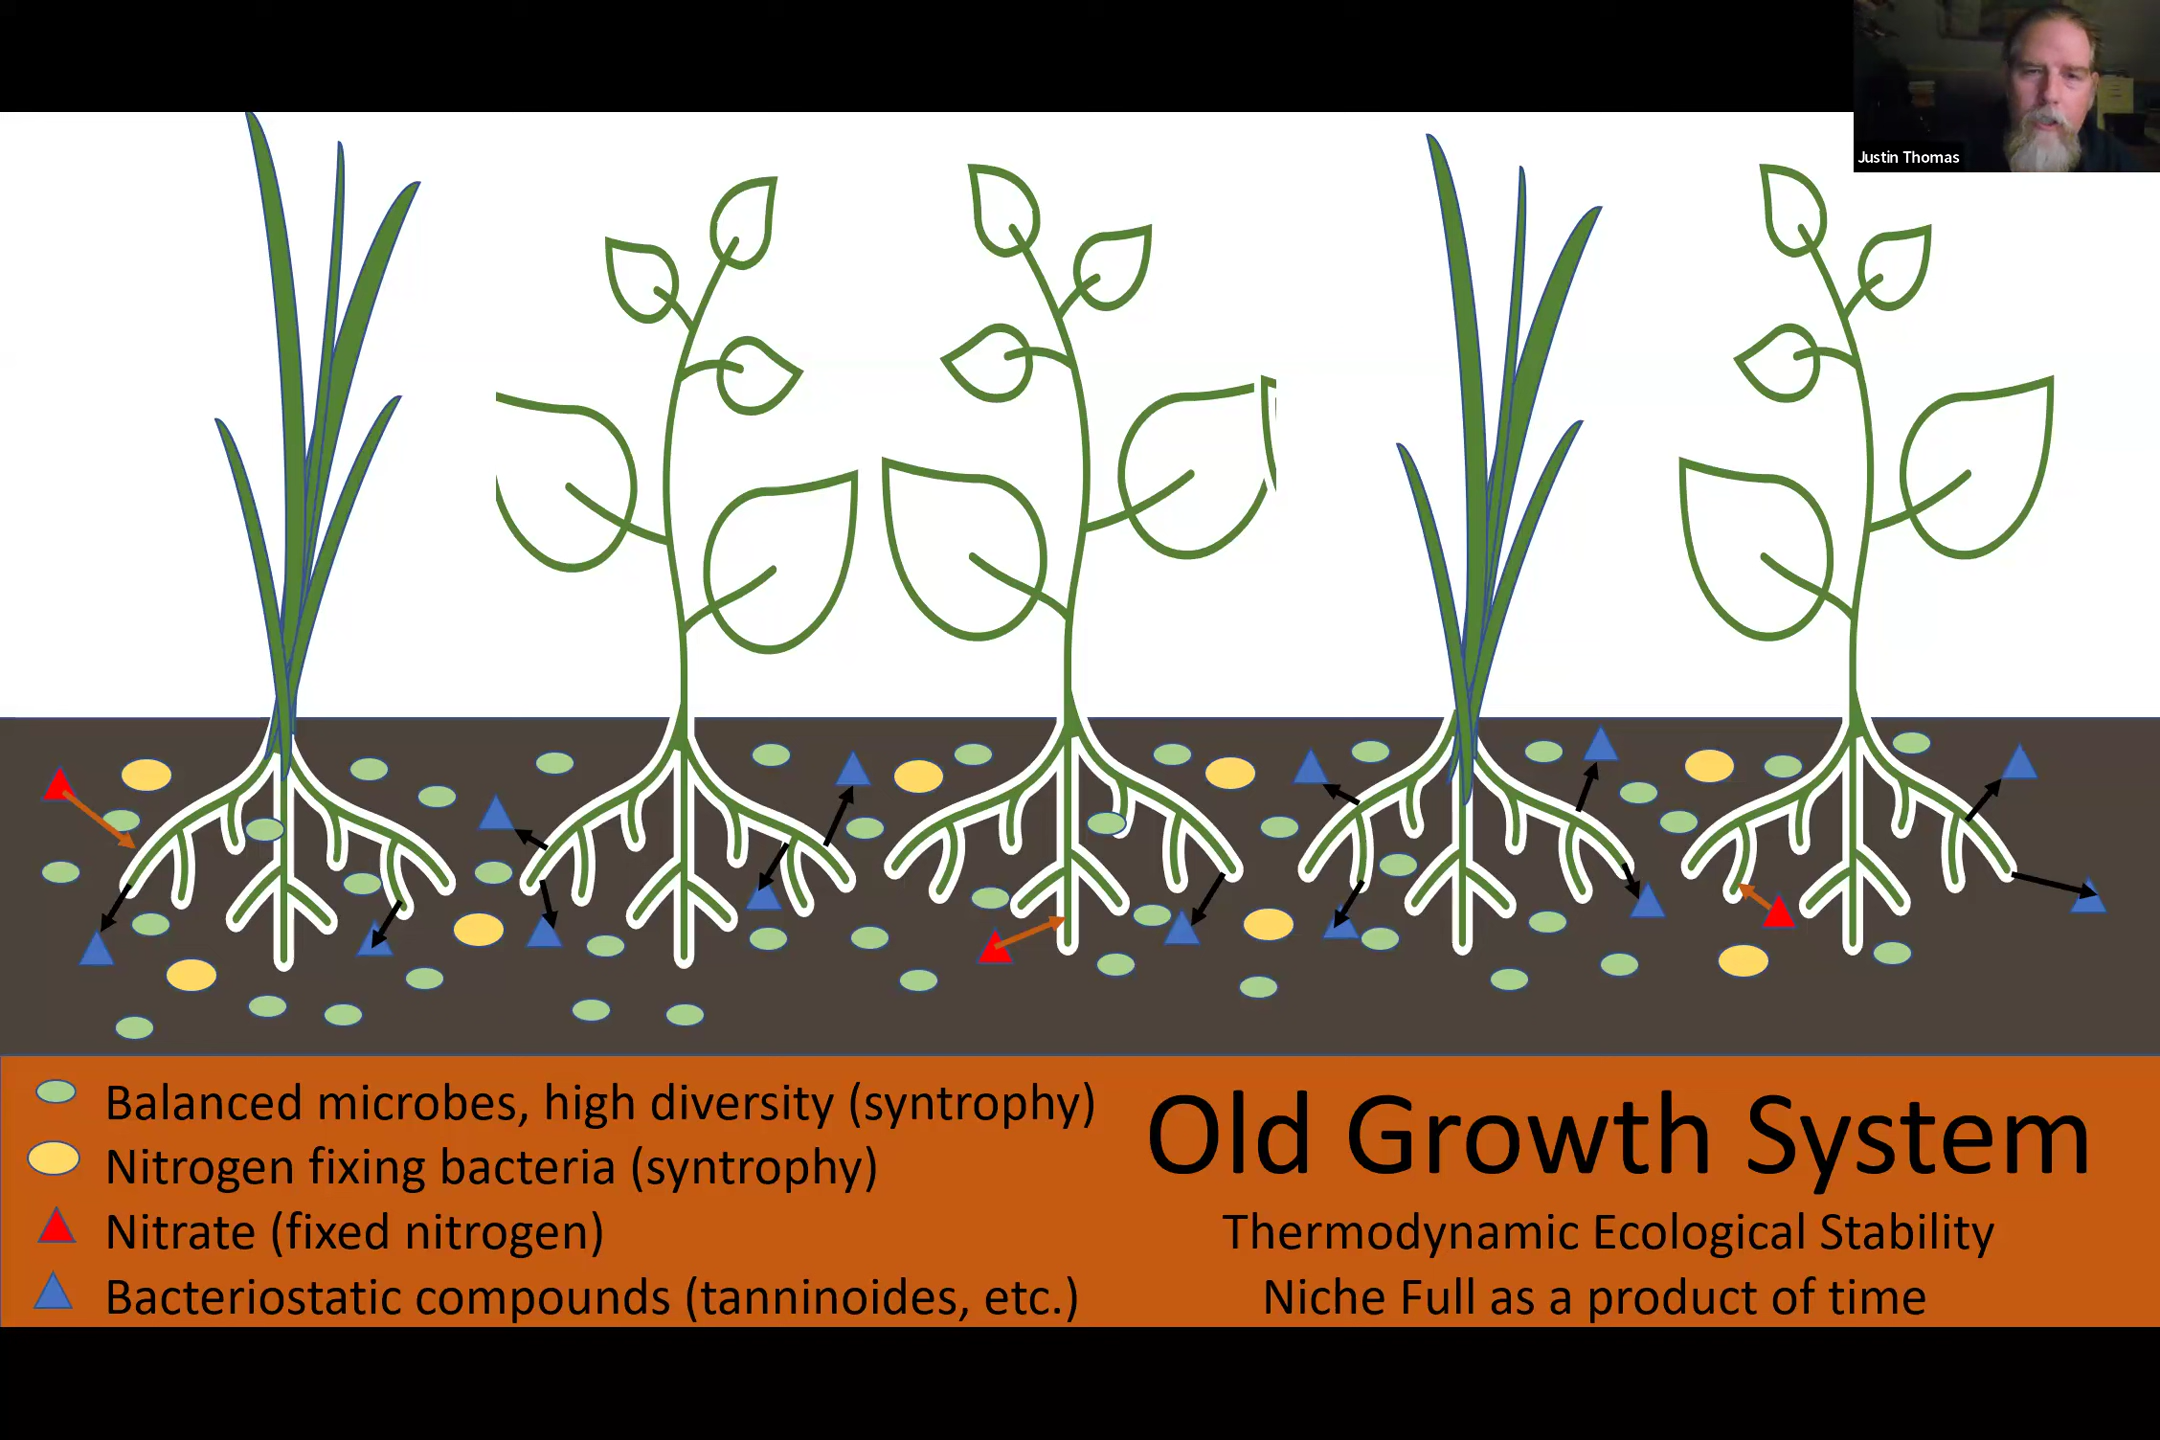 Justin Thomas
Balanced microbes, high diversity (syntrophy)
Nitrogen fixing bacteria (syntrophy)
Nitrate (fixed nitrogen)
Bacteriostatic compounds (tanninoides, etc.)
Old Growth System
Thermodynamic Ecological Stability
Niche Full as a product of time